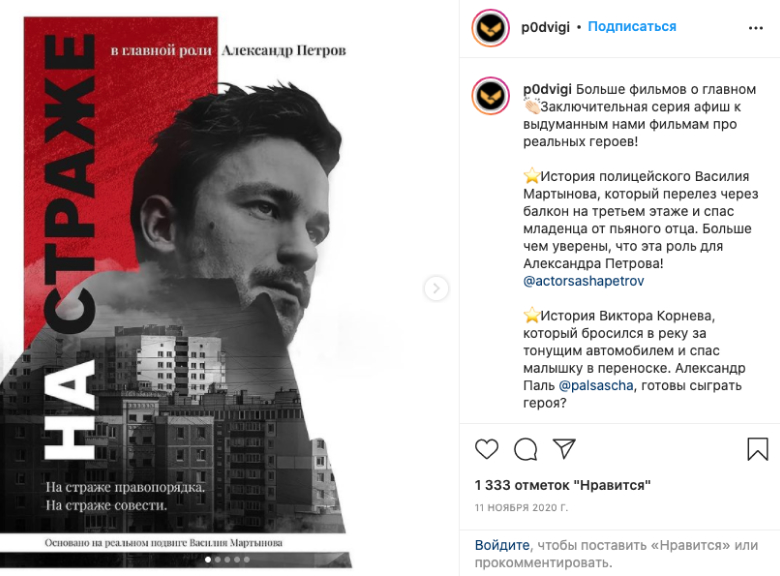 в главной роли Александр Петров
НА СТРАЖЕ
На страже правопорядка.
На страже совести.
Основано на реальном подвиге Василия Мартынова
p0dvigi • Подписаться
p0dvigi Больше фильмов о главном
👏🏻Заключительная серия афиш к
выдуманным нами фильмам про
реальных героев!
⭐История полицейского Василия
Мартынова, который перелез через
балкон на третьем этаже и спас
младенца от пьяного отца. Больше
чем уверены, что эта роль для
Александра Петрова!
@actorsashapetrov
⭐История Виктора Корнева,
который бросился в реку за
тонущим автомобилем и спас
малышку в переноске. Александр
Паль @palsascha, готовы сыграть
героя?
1 333 отметок "Нравится"
11 НОЯБРЯ 2020 Г.
Войдите, чтобы поставить «Нравится» или
прокомментировать.